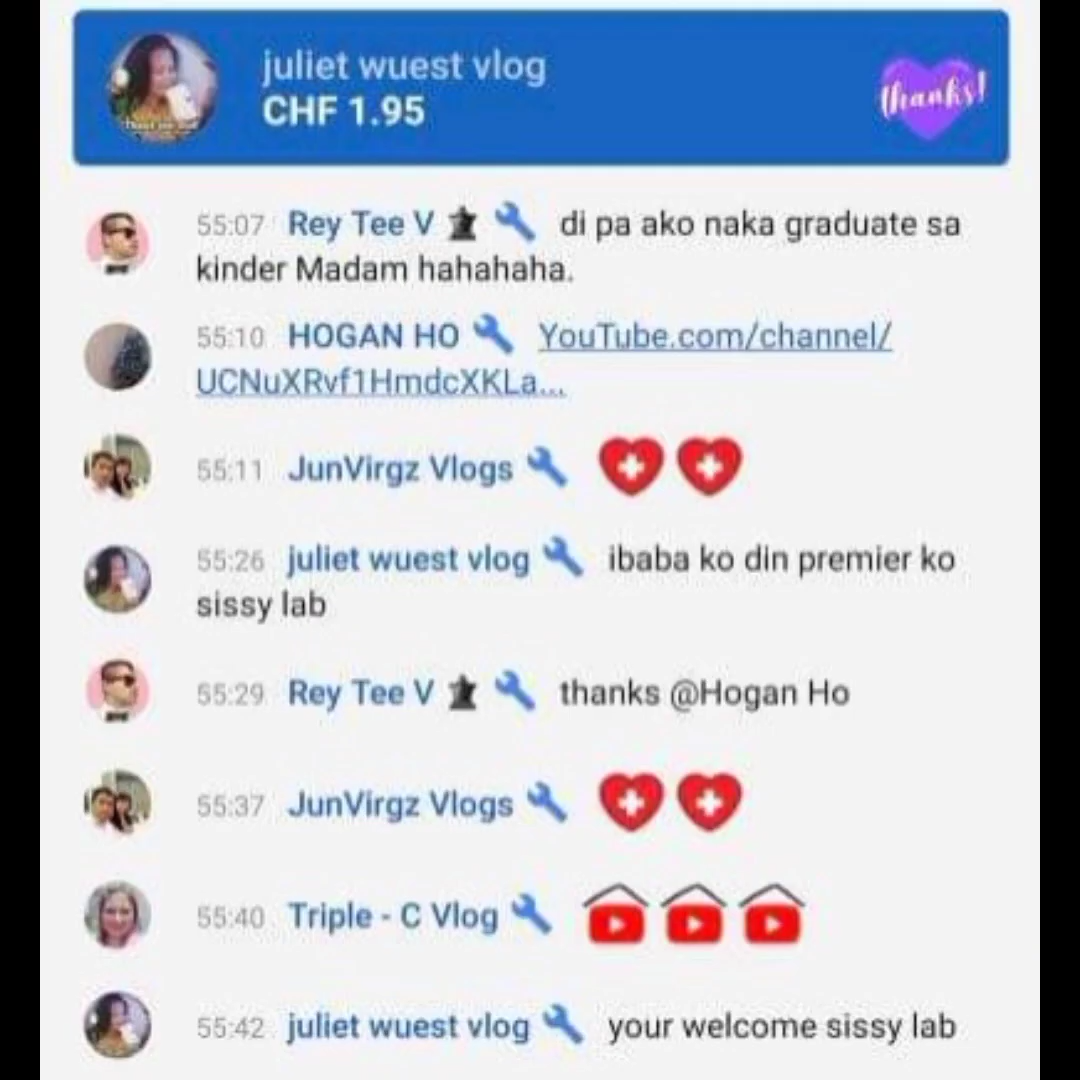 juliet wuest vlog
CHF 1.95
thanks!
55:07 Rey Tee V di pa ako naka graduate sa
kinder Madam hahahaha.
55:10 HOGAN HO YouTube.com/channel/
UCNuXRvf1HmdcXKLa...
55:11 JunVirgz Vlogs
55:26 juliet wuest vlog ibaba ko din premier ko
sissy lab
55:29 Rey Tee V thanks @Hogan Ho
55:37 JunVirgz Vlogs
55:40 Triple - C Vlog
55:42 juliet wuest vlog your welcome sissy lab